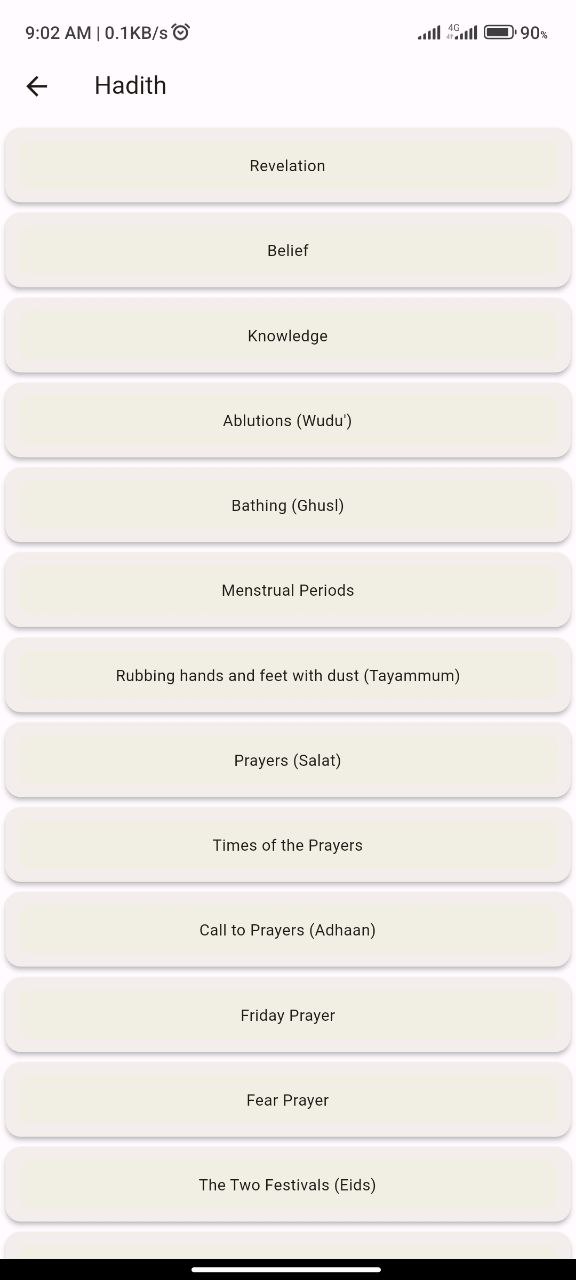 9:02 AM | 0.1KB/s 4G 90%
Hadith
Revelation
Belief
Knowledge
Ablutions (Wudu')
Bathing (Ghusl)
Menstrual Periods
Rubbing hands and feet with dust (Tayammum)
Prayers (Salat)
Times of the Prayers
Call to Prayers (Adhaan)
Friday Prayer
Fear Prayer
The Two Festivals (Eids)